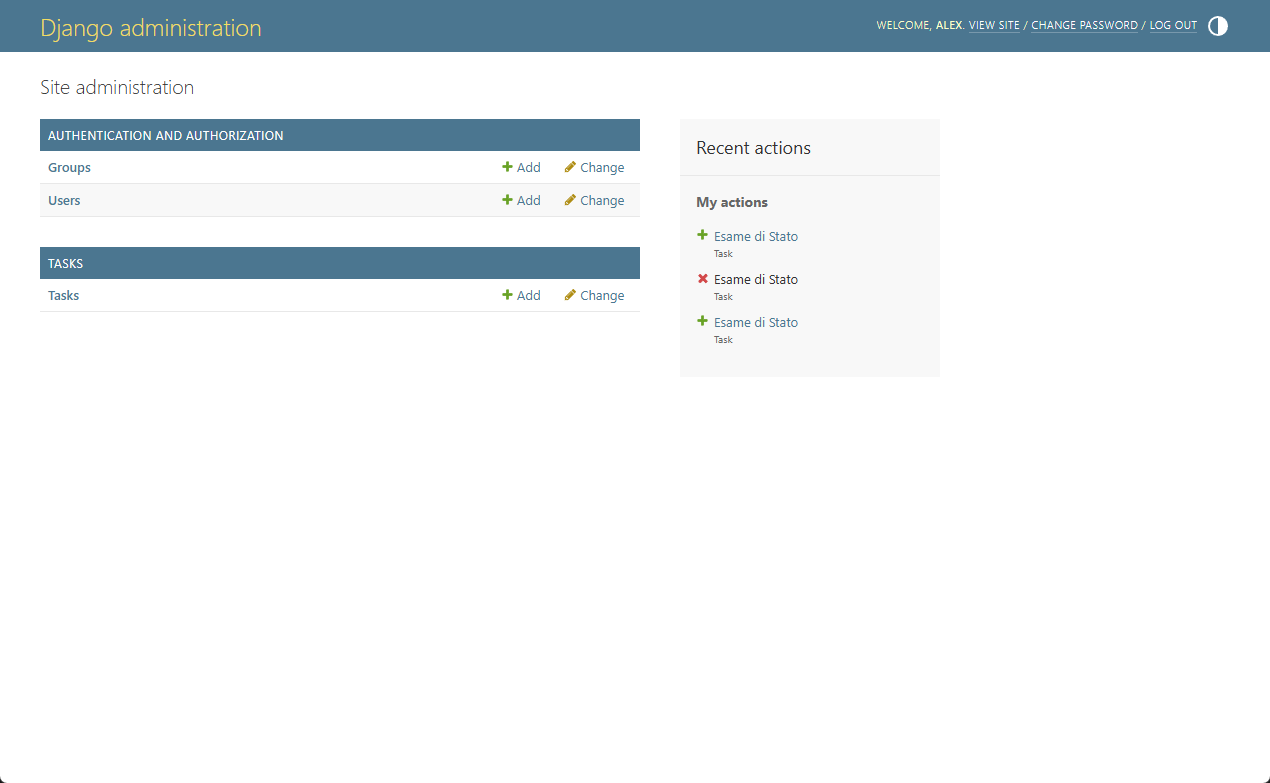 Django administration
WELCOME, ALEX. VIEW SITE / CHANGE PASSWORD / LOG OUT
Site administration
AUTHENTICATION AND AUTHORIZATION
Groups Add Change
Users Add Change
TASKS
Tasks Add Change
Recent actions
My actions
Esame di Stato
Task
Esame di Stato
Task
Esame di Stato
Task